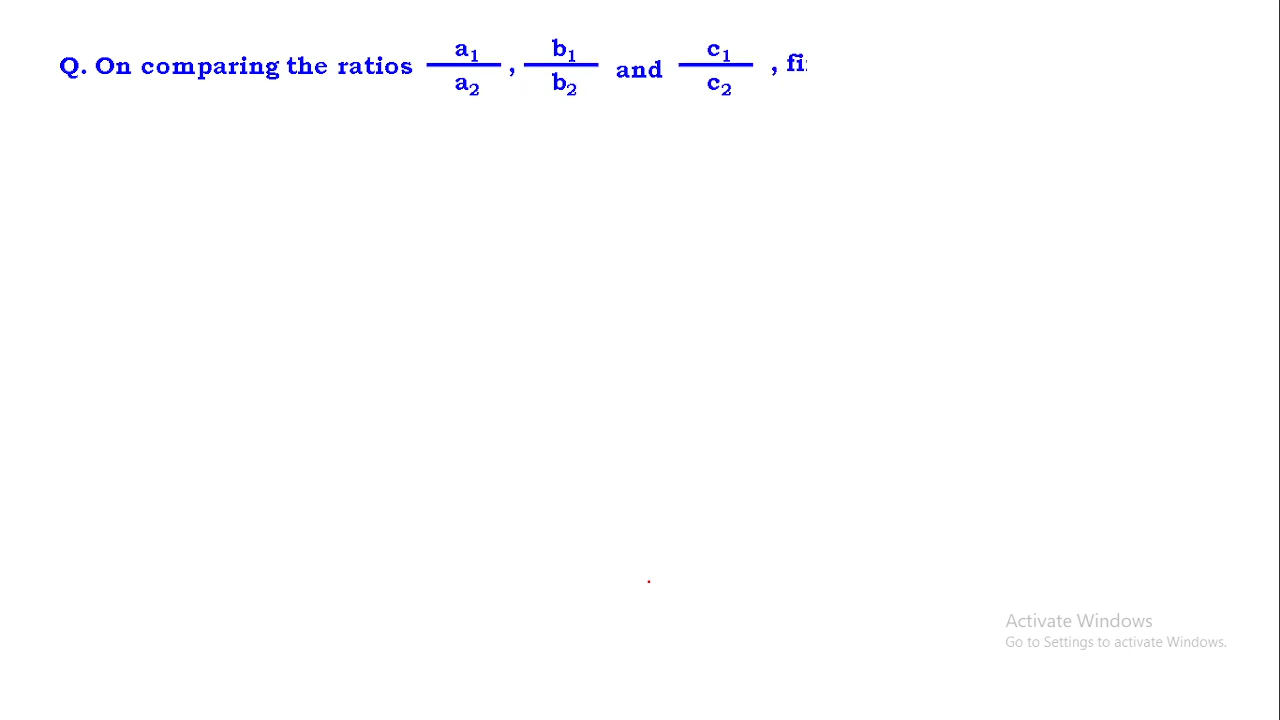 Q. On comparing the ratios a₁/a₂ , b₁/b₂ and c₁/c₂ ,
Activate Windows
Go to Settings to activate Windows.